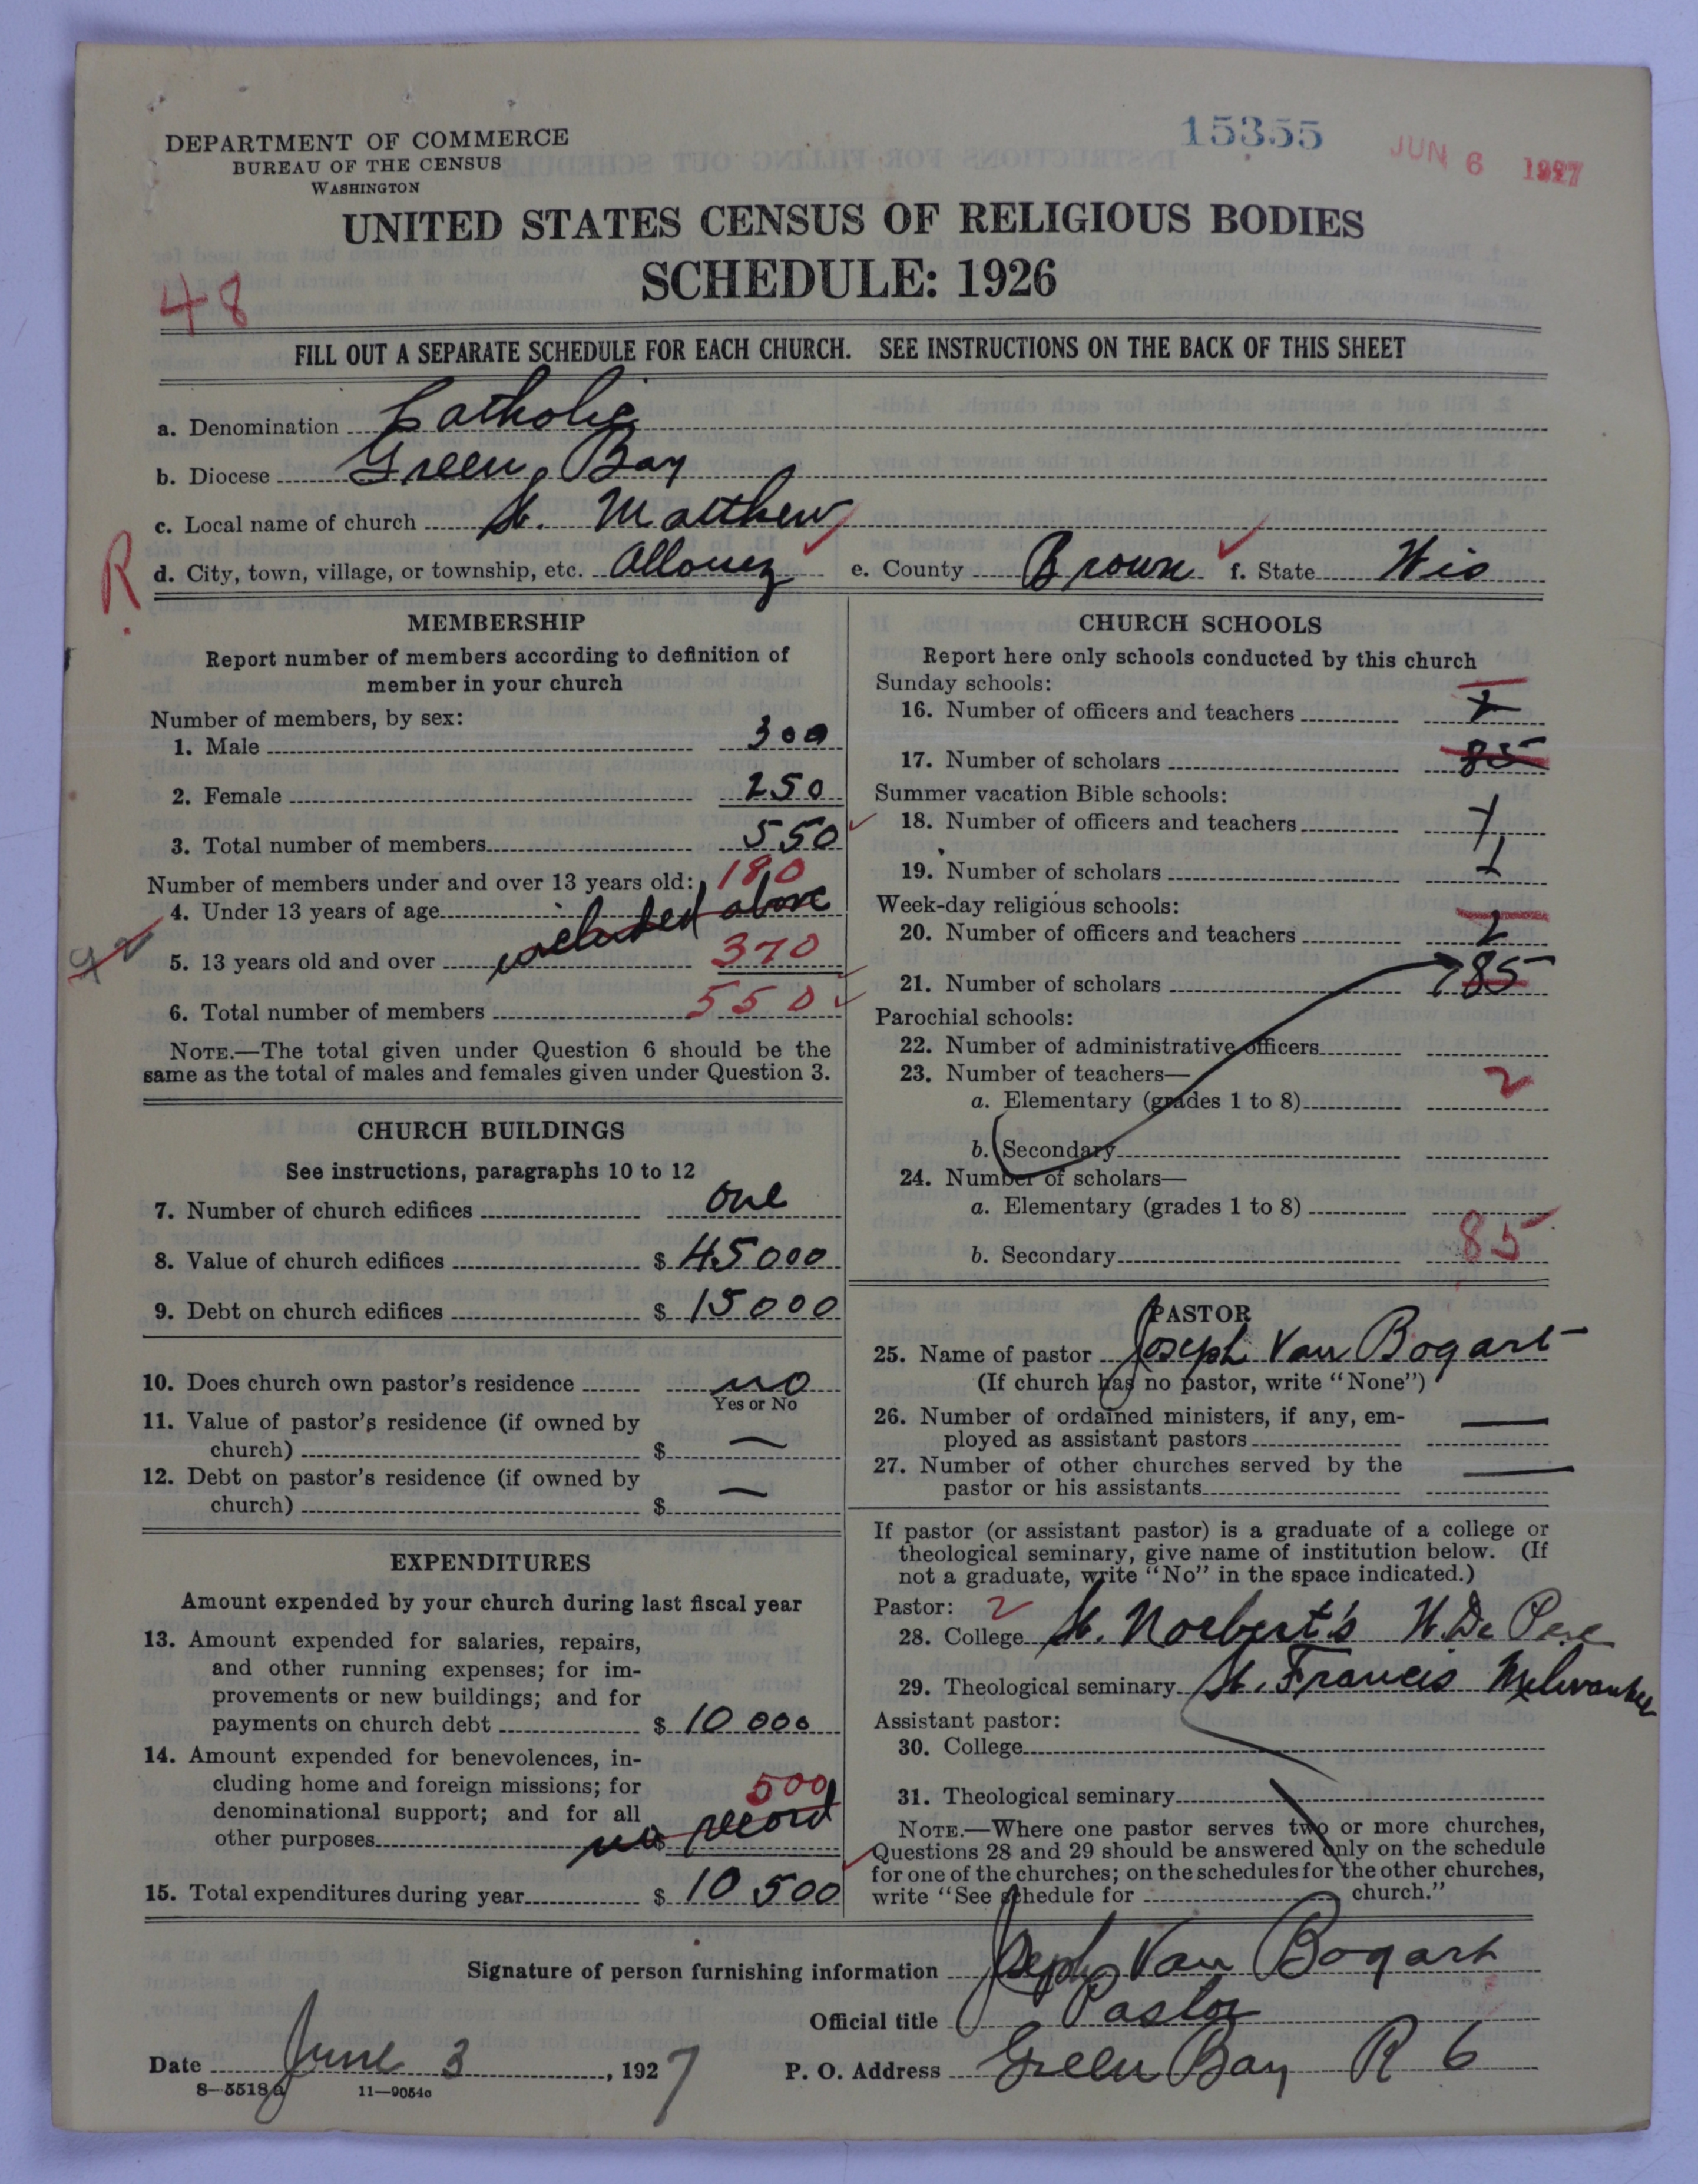 15355
JUN 6 1927
DEPARTMENT OF COMMERCE
BUREAU OF THE CENSUS
WASHINGTON
UNITED STATES CENSUS OF RELIGIOUS BODIES
SCHEDULE: 1926
48
FILL OUT A SEPARATE SCHEDULE FOR EACH CHURCH. SEE INSTRUCTIONS ON THE BACK OF THIS SHEET
a. Denomination Catholic
b. Diocese Green Bay
c. Local name of church St. Matthew
R
d. City, town, village, or township, etc. Allouez e. County Brown f. State Wis
MEMBERSHIP
Report number of members according to definition of
member in your church
Number of members, by sex:
1. Male 300
2. Female 250
3. Total number of members 550
Number of members under and over 13 years old: 180
4. Under 13 years of age included above
5. 13 years old and over 370
6. Total number of members 550
NOTE.—The total given under Question 6 should be the
same as the total of males and females given under Question 3.
CHURCH BUILDINGS
See instructions, paragraphs 10 to 12
7. Number of church edifices one
8. Value of church edifices $ 45000
9. Debt on church edifices $ 15000
10. Does church own pastor's residence no
Yes or No
11. Value of pastor's residence (if owned by
church) $ —
12. Debt on pastor's residence (if owned by
church) $ —
EXPENDITURES
Amount expended by your church during last fiscal year
13. Amount expended for salaries, repairs,
and other running expenses; for im-
provements or new buildings; and for
payments on church debt $ 10 000
14. Amount expended for benevolences, in-
cluding home and foreign missions; for 500
denominational support; and for all
other purposes $ no record
15. Total expenditures during year $ 10 500
CHURCH SCHOOLS
Report here only schools conducted by this church
Sunday schools:
16. Number of officers and teachers
17. Number of scholars 85
Summer vacation Bible schools:
18. Number of officers and teachers
19. Number of scholars
Week-day religious schools:
20. Number of officers and teachers 2
21. Number of scholars 85
Parochial schools:
22. Number of administrative officers
23. Number of teachers—
a. Elementary (grades 1 to 8) 2
b. Secondary
24. Number of scholars—
a. Elementary (grades 1 to 8)
b. Secondary 85
PASTOR
25. Name of pastor Joseph Van Bogart
(If church has no pastor, write "None")
26. Number of ordained ministers, if any, em-
ployed as assistant pastors —
27. Number of other churches served by the
pastor or his assistants —
If pastor (or assistant pastor) is a graduate of a college or
theological seminary, give name of institution below. (If
not a graduate, write "No" in the space indicated.)
Pastor: 2
28. College St. Norbert's W. De Pere
29. Theological seminary St. Francis Milwaukee
Assistant pastor:
30. College
31. Theological seminary
NOTE.—Where one pastor serves two or more churches,
Questions 28 and 29 should be answered only on the schedule
for one of the churches; on the schedules for the other churches,
write "See schedule for church."
Signature of person furnishing information Joseph Van Bogart
Official title Pastor
Date June 3, 1927 P. O. Address Green Bay R 6
8—5518a 11—9054c